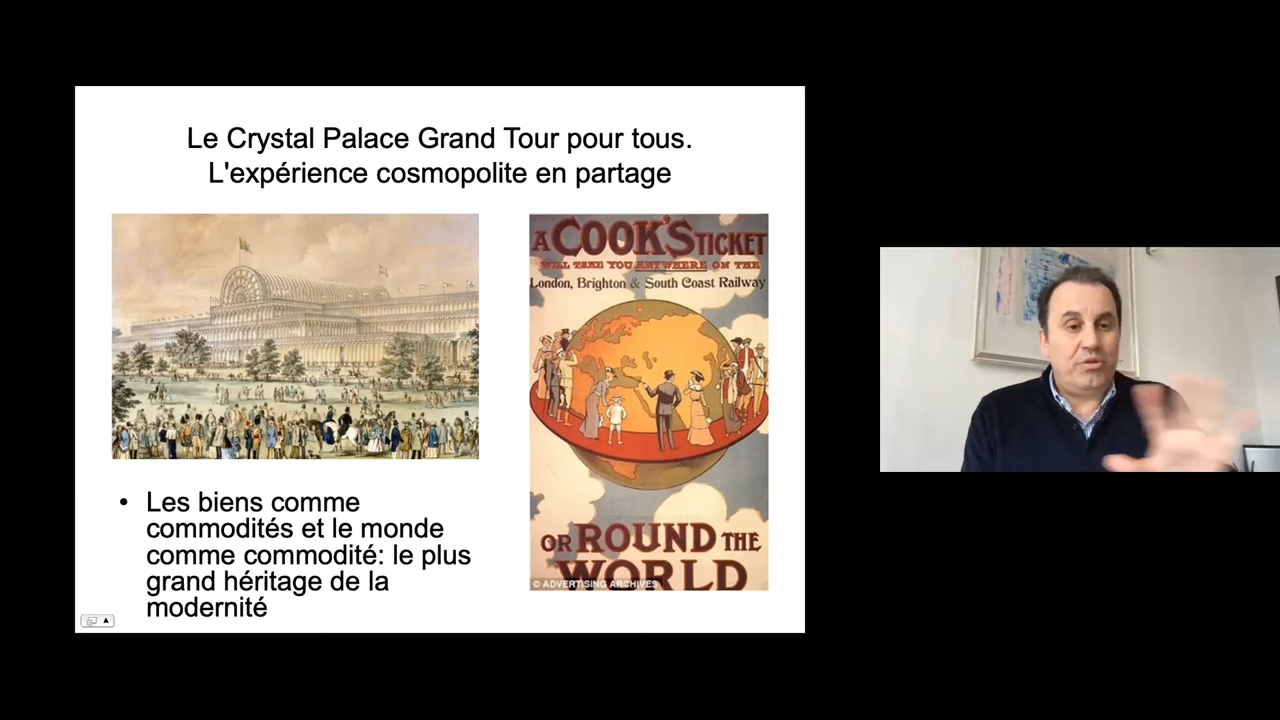 Le Crystal Palace Grand Tour pour tous.
L'expérience cosmopolite en partage
A COOK'S TICKET
WILL TAKE YOU ANYWHERE ON THE
London, Brighton & South Coast Railway
OR ROUND THE
WORLD
© ADVERTISING ARCHIVES
• Les biens comme
commodités et le monde
comme commodité: le plus
grand héritage de la
modernité